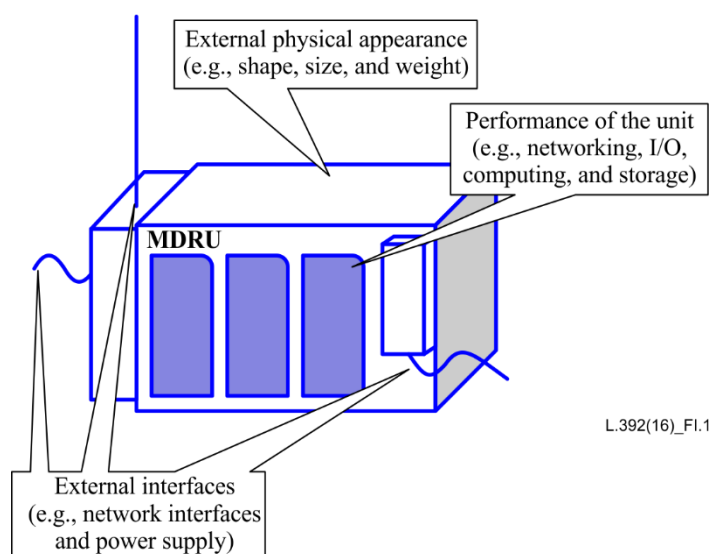 External physical appearance
(e.g., shape, size, and weight)
Performance of the unit
(e.g., networking, I/O,
computing, and storage)
MDRU
L.392(16)_FI.1
External interfaces
(e.g., network interfaces
and power supply)